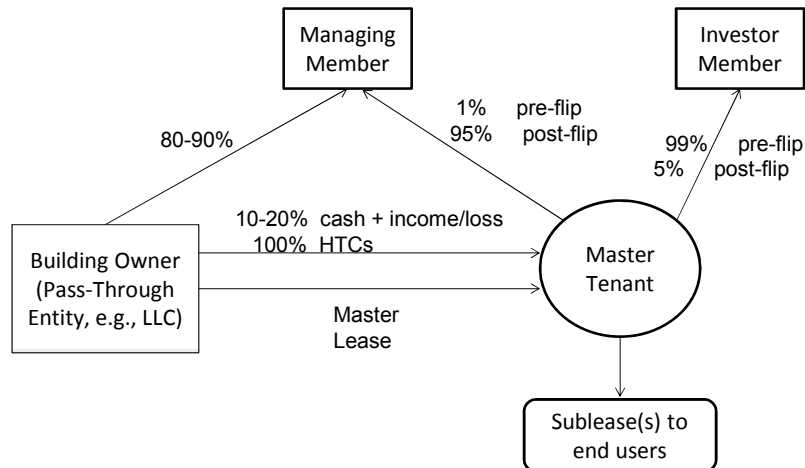 Managing
Member
Investor
Member
1% pre-flip
95% post-flip
80-90%
99% pre-flip
5% post-flip
10-20% cash + income/loss
100% HTCs
Building Owner
(Pass-Through
Entity, e.g., LLC)
Master
Tenant
Master
Lease
Sublease(s) to
end users